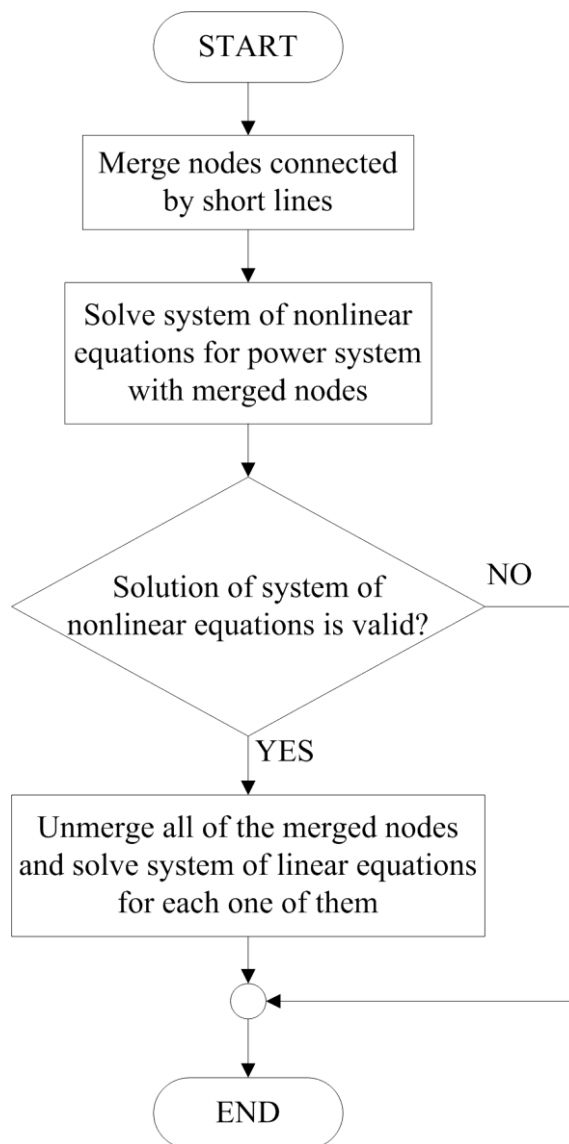 START
Merge nodes connected
by short lines
Solve system of nonlinear
equations for power system
with merged nodes
Solution of system of
nonlinear equations is valid?
NO
YES
Unmerge all of the merged nodes
and solve system of linear equations
for each one of them
END